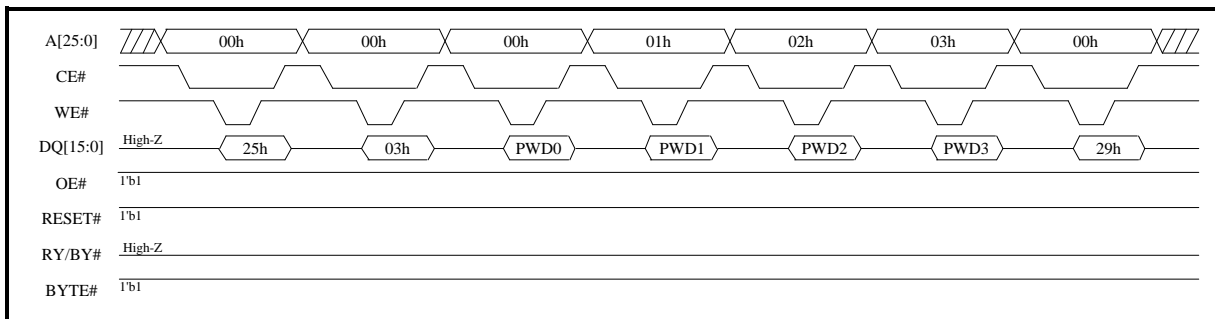 A[25:0] 00h 00h 00h 01h 02h 03h 00h
CE#
WE#
DQ[15:0] High-Z 25h 03h PWD0 PWD1 PWD2 PWD3 29h
OE# 1'b1
RESET# 1'b1
RY/BY# High-Z
BYTE# 1'b1